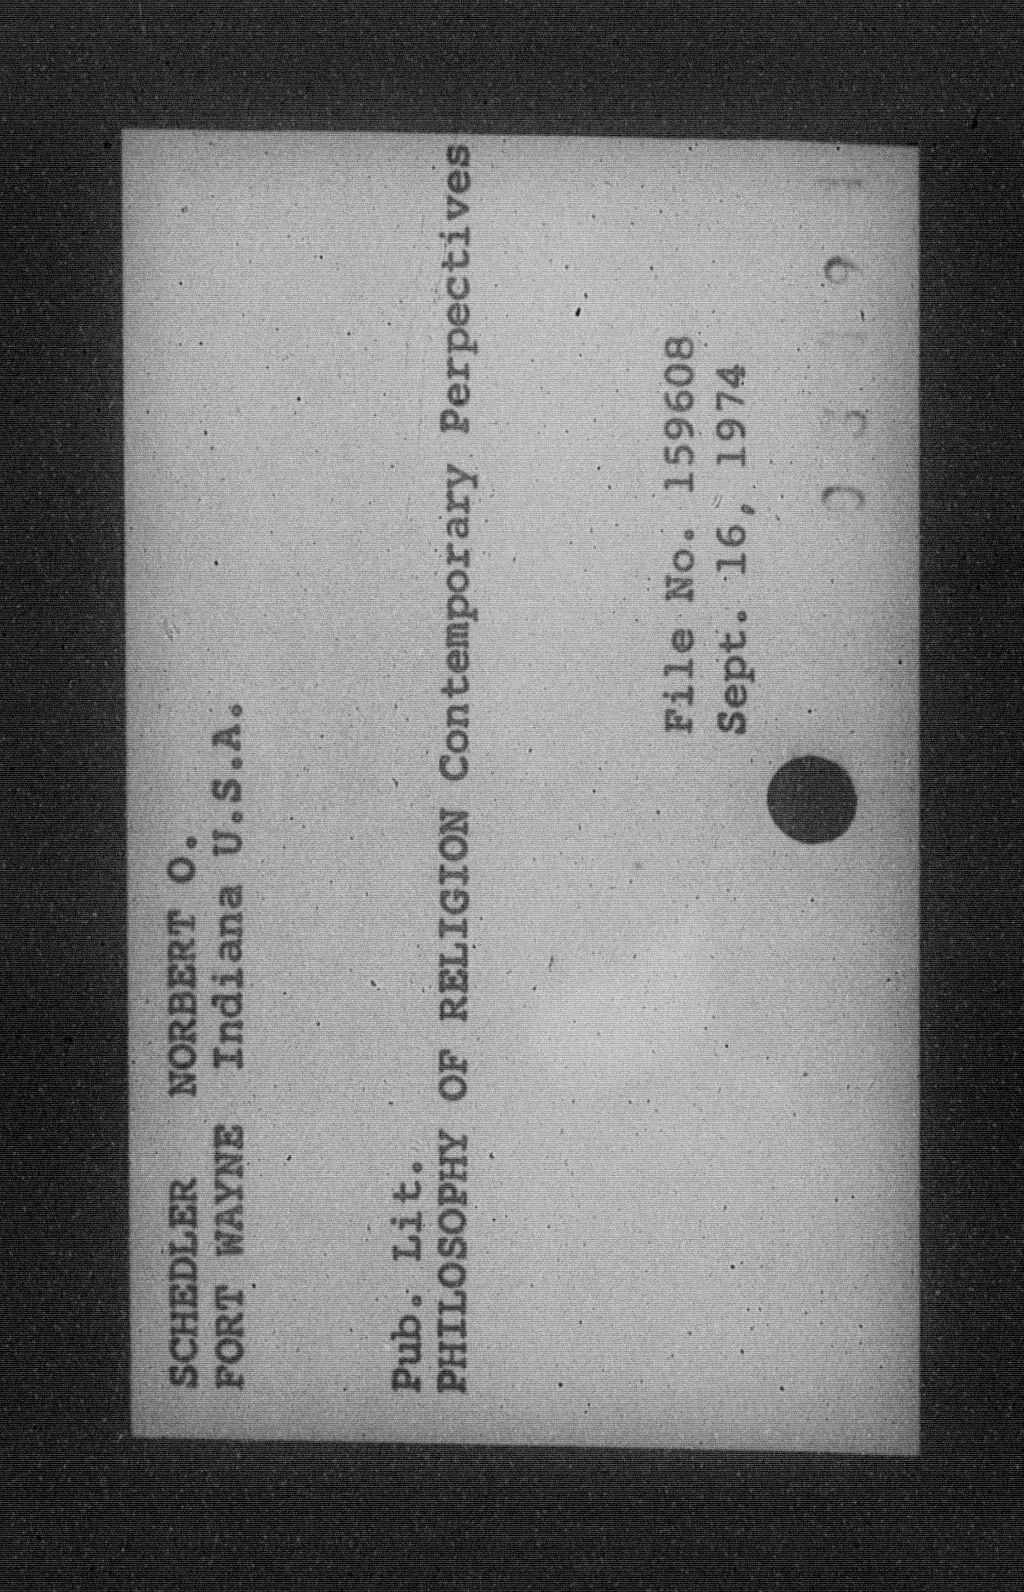 SCHEDLER NORBERT O.
FORT WAYNE Indiana U.S.A.
Pub. Lit.
PHILOSOPHY OF RELIGION Contemporary Perpectives
File No. 159608
Sept. 16, 1974